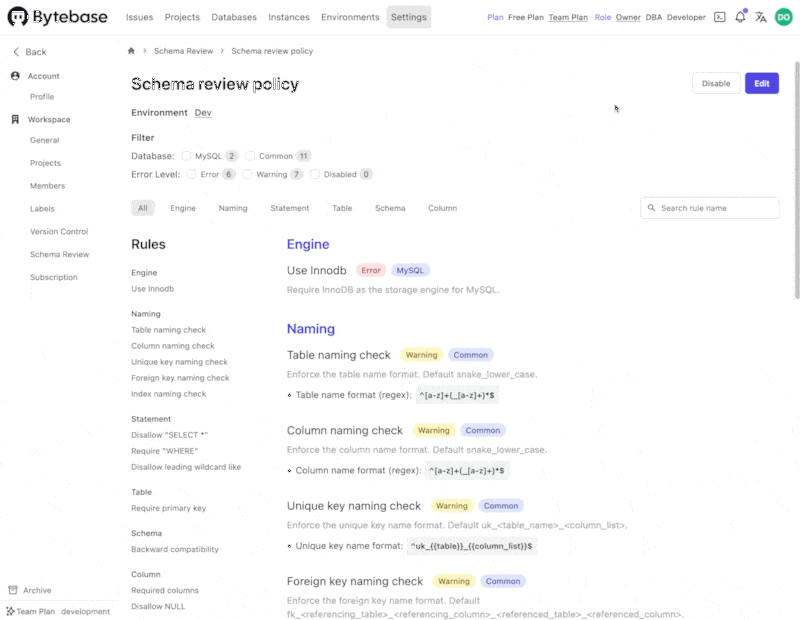 Bytebase Issues Projects Databases Instances Environments Settings Plan Free Plan Team Plan Role Owner DBA Developer DO
Back
Home > Schema Review > Schema review policy
Account
Profile
Workspace
General
Projects
Members
Labels
Version Control
Schema Review
Subscription
Archive
Team Plan development
Schema review policy
Disable Edit
Environment Dev
Filter
Database: MySQL 2 Common 11
Error Level: Error 6 Warning 7 Disabled 0
All Engine Naming Statement Table Schema Column Search rule name
Rules
Engine
Use Innodb
Naming
Table naming check
Column naming check
Unique key naming check
Foreign key naming check
Index naming check
Statement
Disallow "SELECT *"
Require "WHERE"
Disallow leading wildcard like
Table
Require primary key
Schema
Backward compatibility
Column
Required columns
Disallow NULL
Engine
Use Innodb Error MySQL
Require InnoDB as the storage engine for MySQL.
Naming
Table naming check Warning Common
Enforce the table name format. Default snake_lower_case.
Table name format (regex): ^[a-z]+(_[a-z]+)*$
Column naming check Warning Common
Enforce the column name format. Default snake_lower_case.
Column name format (regex): ^[a-z]+(_[a-z]+)*$
Unique key naming check Warning Common
Enforce the unique key name format. Default uk_<table_name>_<column_list>.
Unique key name format: ^uk_{{table}}_{{column_list}}$
Foreign key naming check Warning Common
Enforce the foreign key name format. Default
fk_<referencing_table>_<referencing_column>_<referenced_table>_<referenced_column>.